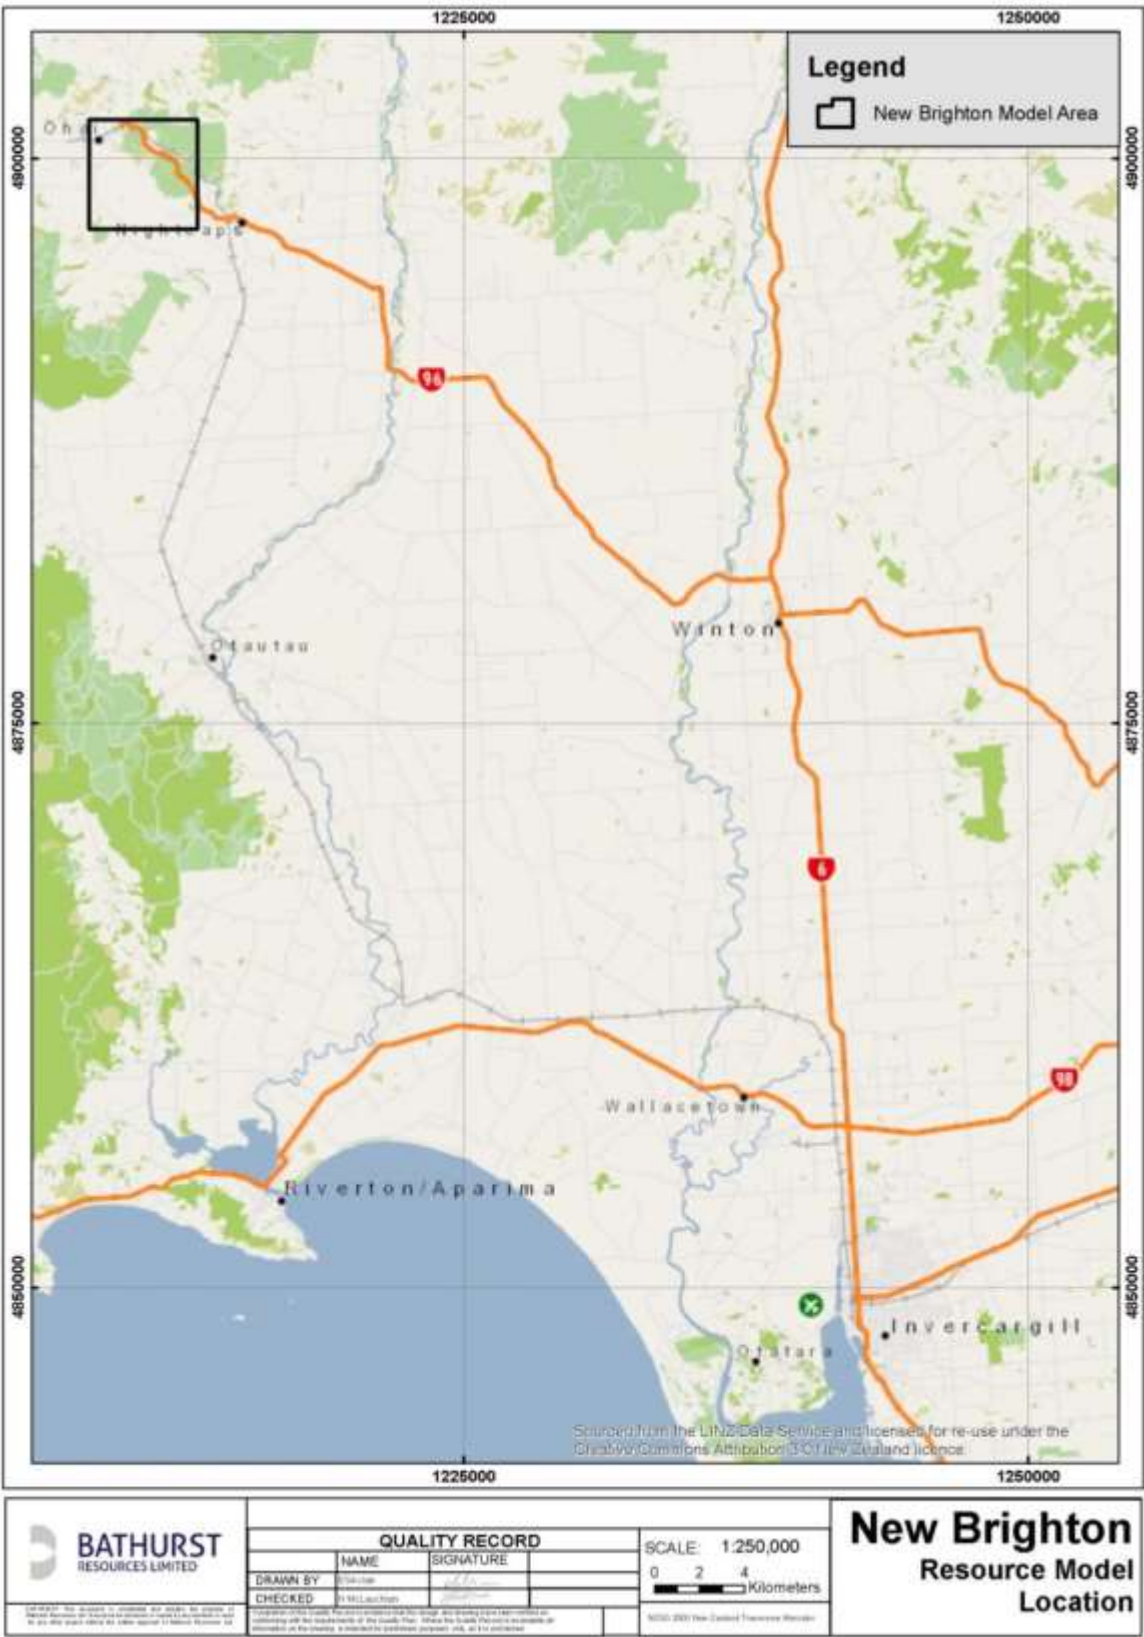 1225000
1250000
Legend
New Brighton Model Area
4900000
4900000
Nightcaps
96
Winton
Otautau
4875000
4875000
6
98
Wallacetown
Riverton/Aparima
4850000
4850000
Invercargill
Otatara
Sourced from the LINZ Data Service and licensed for re-use under the
Creative Commons Attribution 3.0 New Zealand licence.
1225000
1250000
BATHURST
RESOURCES LIMITED
QUALITY RECORD
NAME
SIGNATURE
DRAWN BY
CHECKED
SCALE: 1:250,000
0 2 4
Kilometers
New Brighton
Resource Model
Location